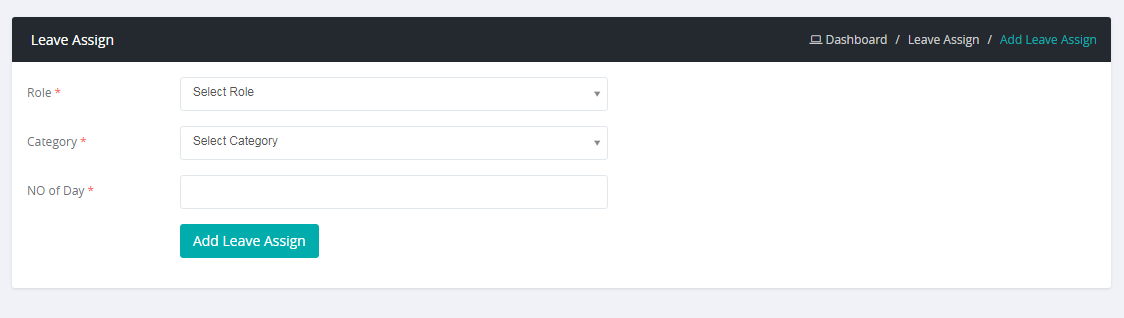 Leave Assign
Dashboard / Leave Assign / Add Leave Assign
Role *
Select Role
Category *
Select Category
NO of Day *
Add Leave Assign